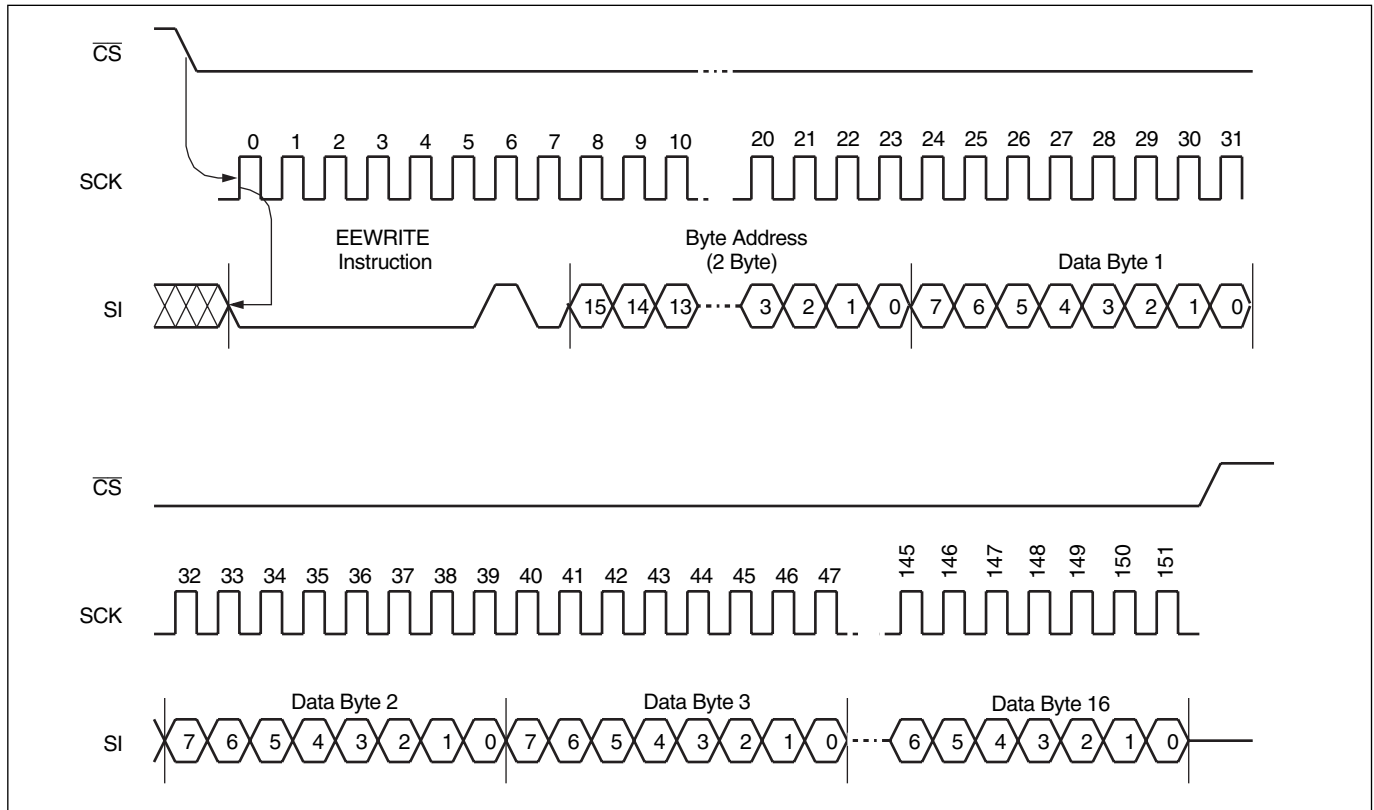 CS
0 1 2 3 4 5 6 7 8 9 10 20 21 22 23 24 25 26 27 28 29 30 31
SCK
EEWRITE
Instruction
Byte Address
(2 Byte)
Data Byte 1
SI
15 14 13 3 2 1 0 7 6 5 4 3 2 1 0
CS
32 33 34 35 36 37 38 39 40 41 42 43 44 45 46 47 145 146 147 148 149 150 151
SCK
Data Byte 2
Data Byte 3
Data Byte 16
SI
7 6 5 4 3 2 1 0 7 6 5 4 3 2 1 0 6 5 4 3 2 1 0